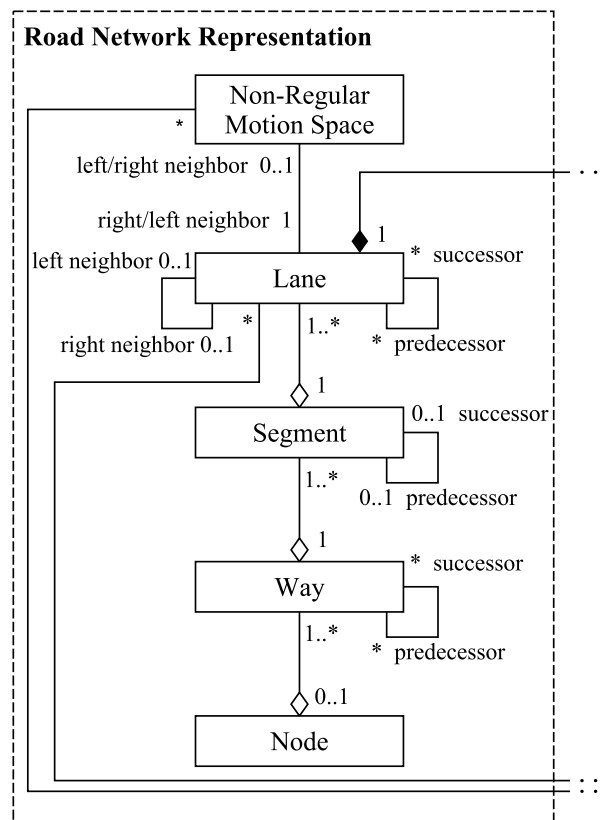 Road Network Representation
Non-Regular
Motion Space
*
left/right neighbor 0..1
right/left neighbor 1
1
left neighbor 0..1
* successor
Lane
right neighbor 0..1
*
1..*
* predecessor
1
0..1 successor
Segment
1..*
0..1 predecessor
1
* successor
Way
1..*
* predecessor
0..1
Node